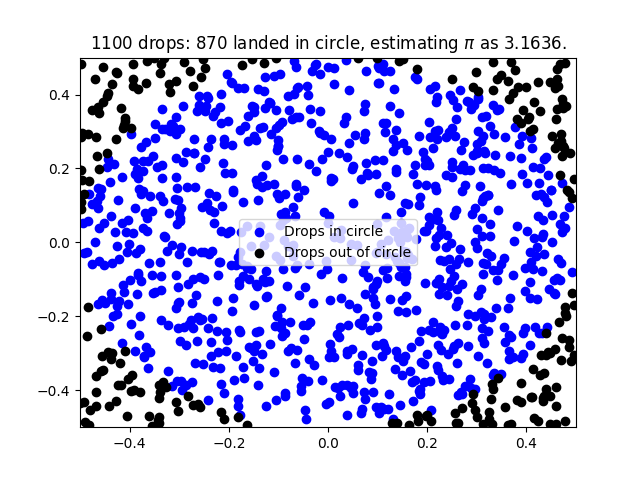 1100 drops: 870 landed in circle, estimating π as 3.1636.
0.4
0.2
0.0
−0.2
−0.4
Drops in circle
Drops out of circle
−0.4 −0.2 0.0 0.2 0.4